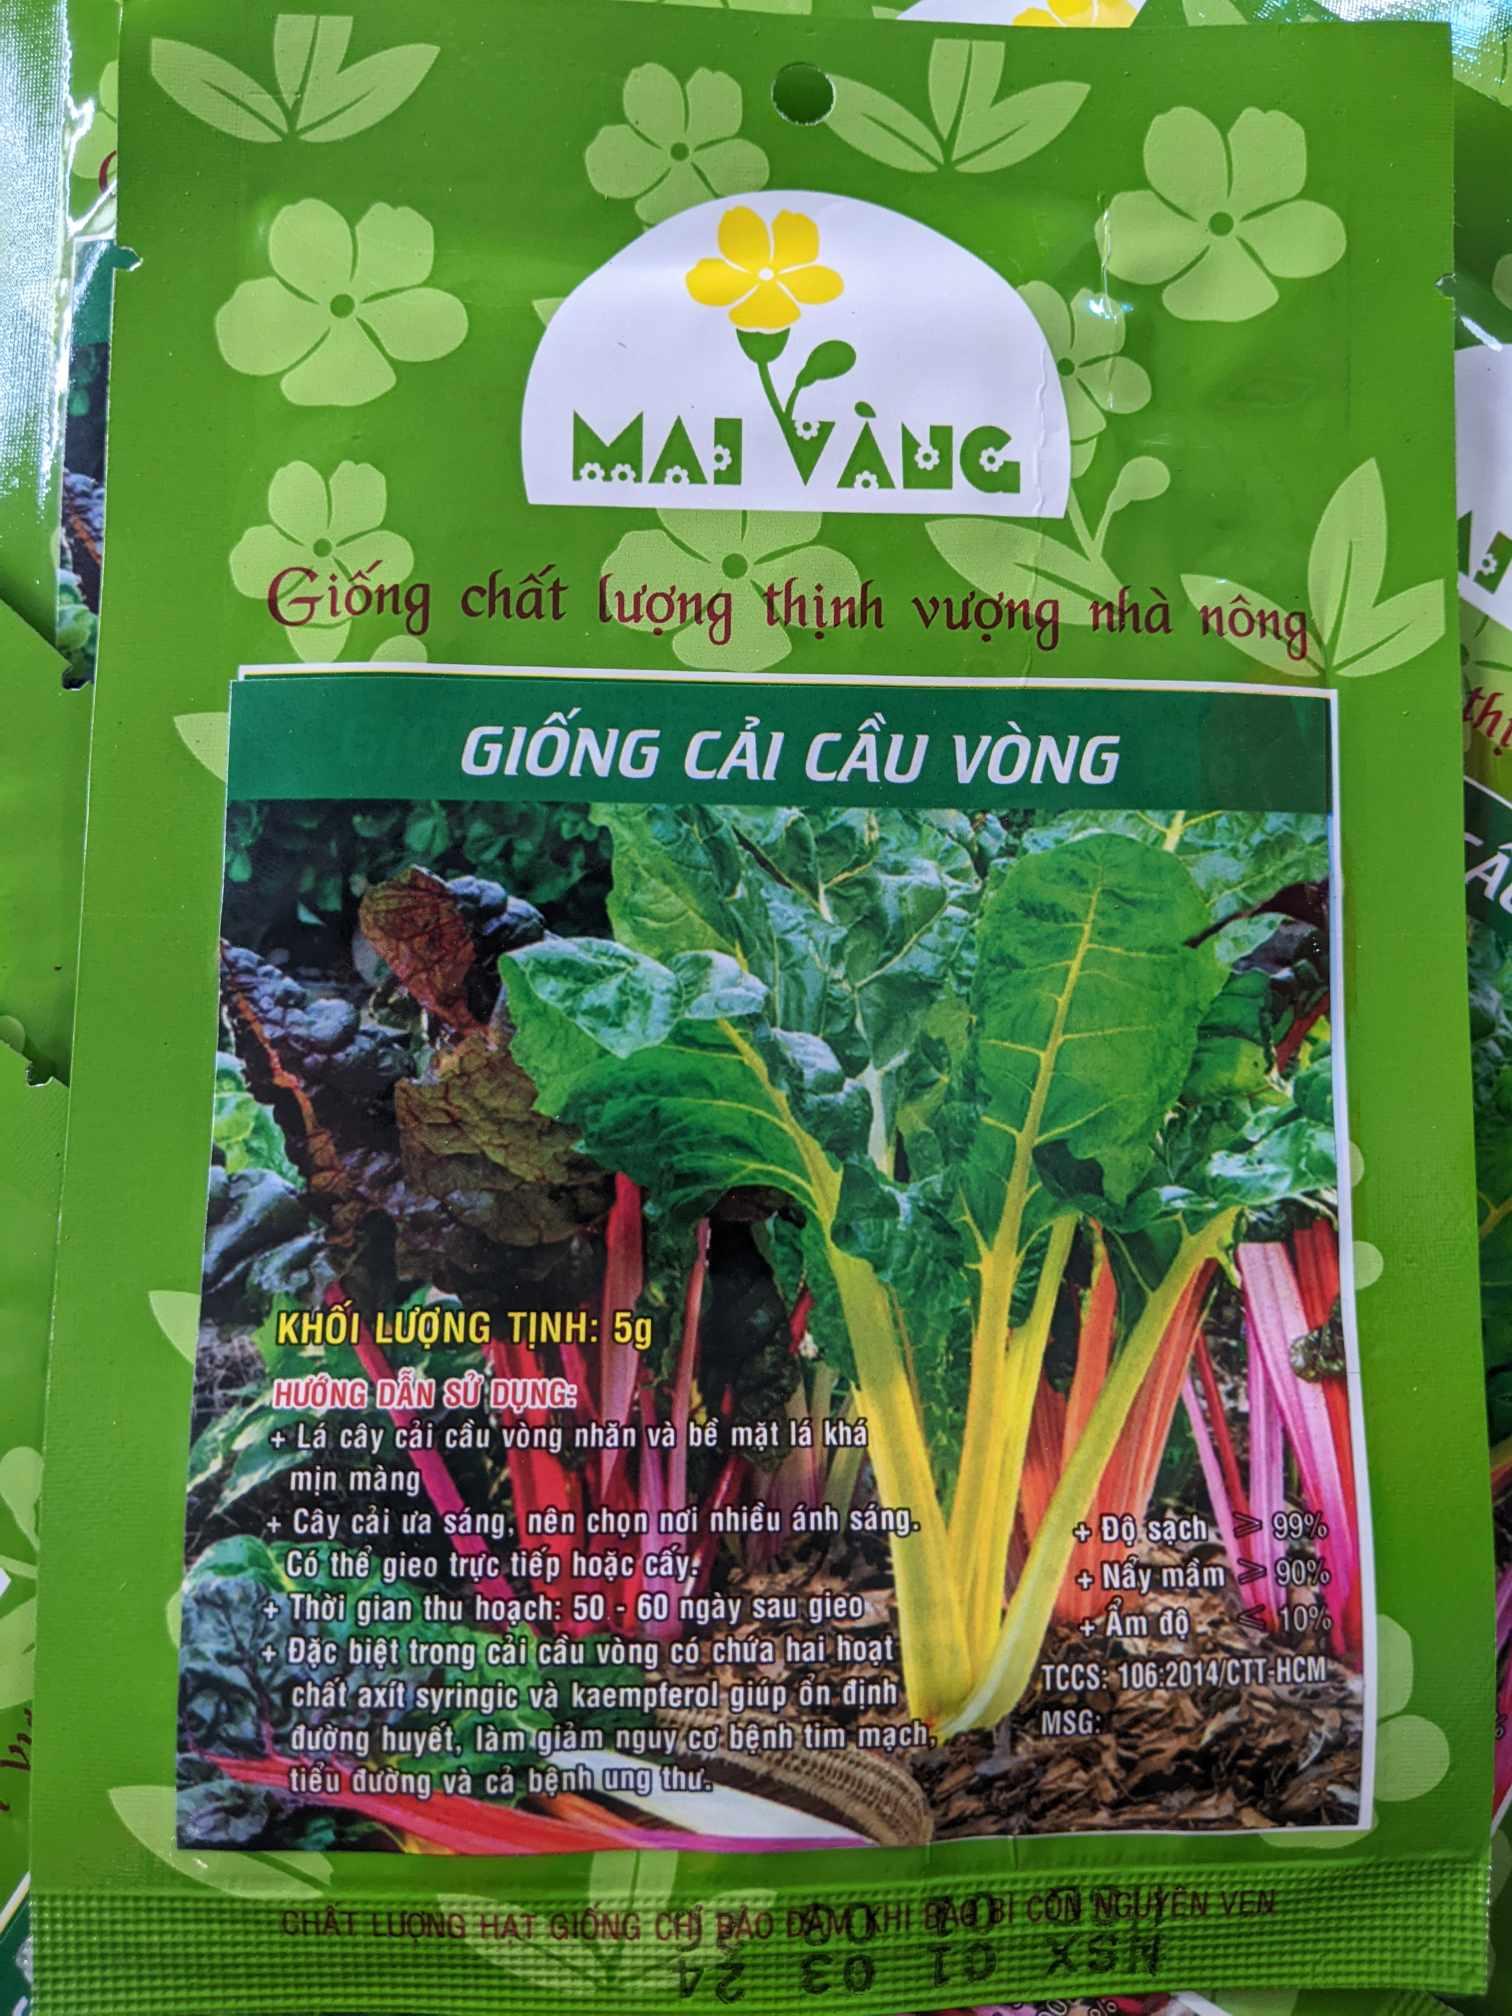 MAI VÀNG
Giống chất lượng thịnh vượng nhà nông
GIỐNG CẢI CẦU VÒNG
KHỐI LƯỢNG TỊNH: 5g
HƯỚNG DẪN SỬ DỤNG:
+ Lá cây cải cầu vòng nhăn và bề mặt lá khá
mịn màng
+ Cây cải ưa sáng, nên chọn nơi nhiều ánh sáng.
Có thể gieo trực tiếp hoặc cấy.
+ Thời gian thu hoạch: 50 - 60 ngày sau gieo
+ Đặc biệt trong cải cầu vòng có chứa hai hoạt
chất axít syringic và kaempferol giúp ổn định
đường huyết, làm giảm nguy cơ bệnh tim mạch,
tiểu đường và cả bệnh ung thư.
+ Độ sạch ⩾ 99%
+ Nẩy mầm ⩾ 90%
+ Ẩm độ ⩽ 10%
TCCS: 106:2014/CTT-HCM
MSG:
CHẤT LƯỢNG HẠT GIỐNG CHỈ BẢO ĐẢM KHI BAO BÌ CÒN NGUYÊN VẸN
NSX 01 03 24